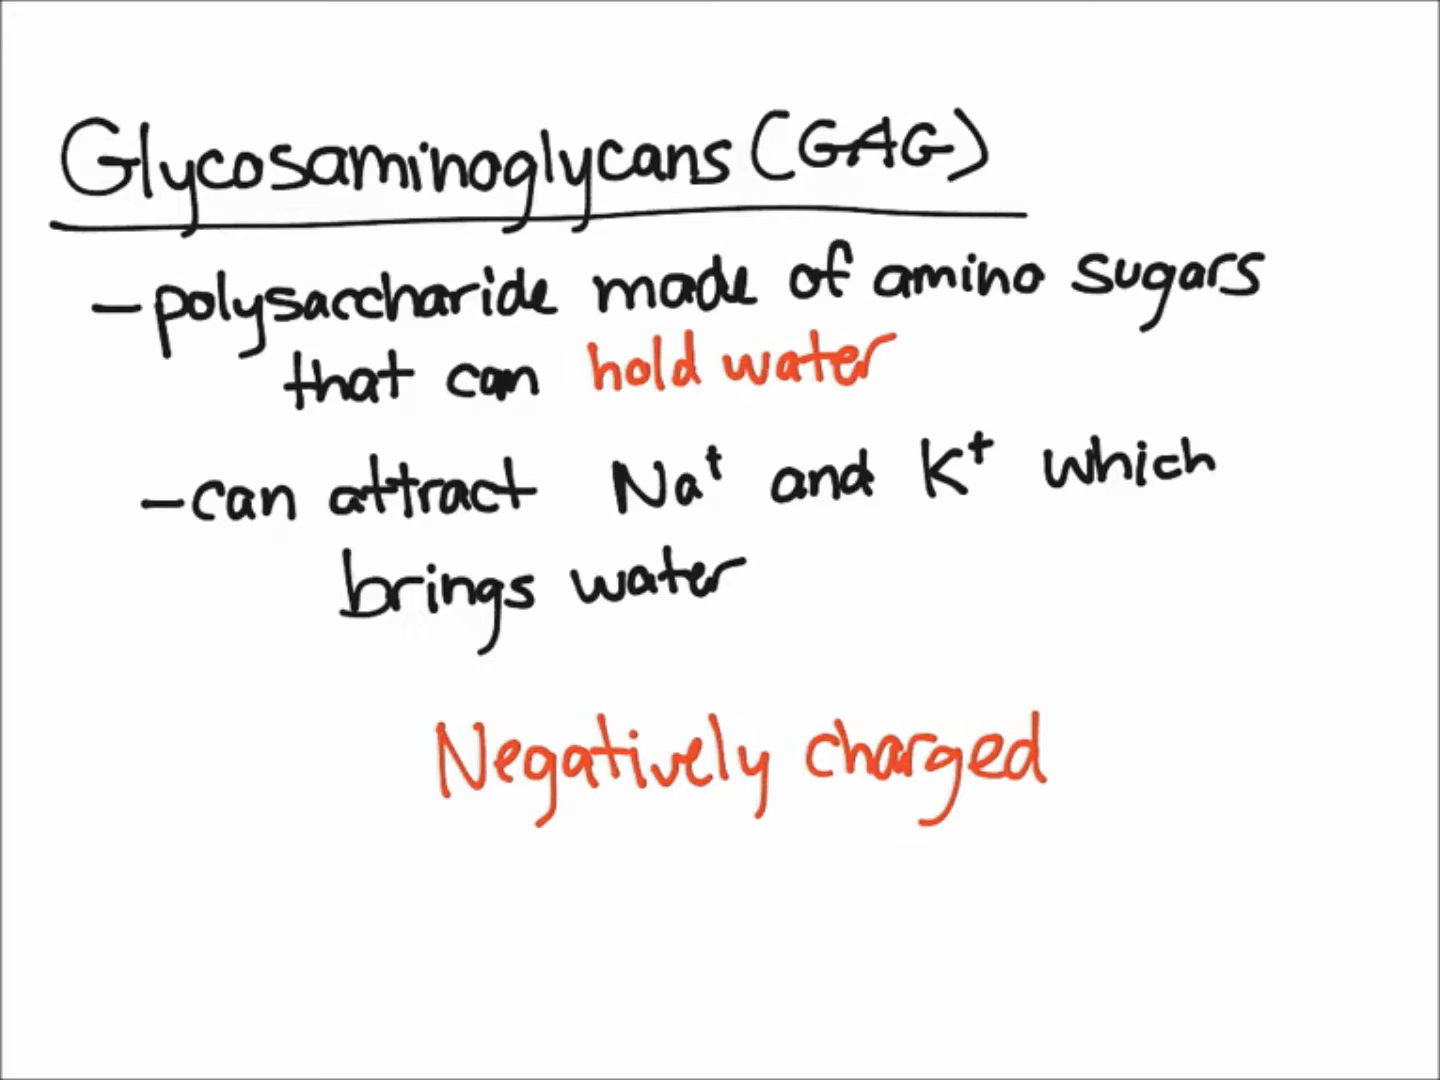 Glycosaminoglycans (GAG)
- polysaccharide made of amino sugars
that can hold water
- can attract Na+ and K+ which
brings water
Negatively charged